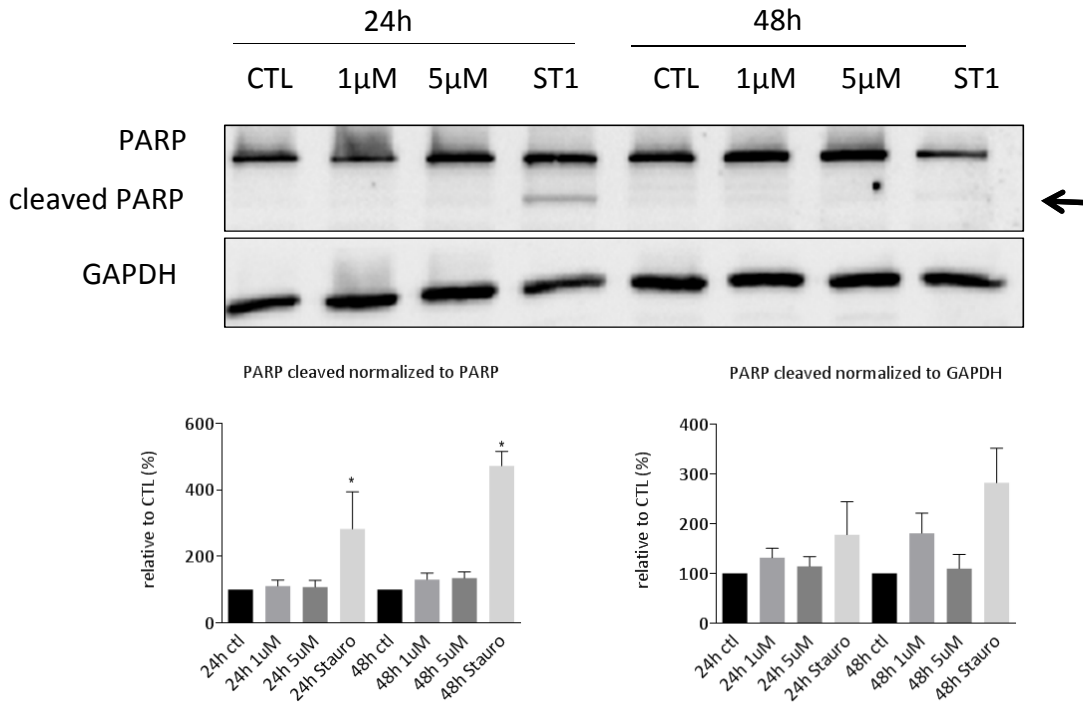 24h 48h
CTL 1µM 5µM ST1 CTL 1µM 5µM ST1
PARP
cleaved PARP
GAPDH
PARP cleaved normalized to PARP
600
400
200
0
relative to CTL (%)
* *
24h ctl 24h 1uM 24h 5uM 24h Stauro 48h ctl 48h 1uM 48h 5uM 48h Stauro
PARP cleaved normalized to GAPDH
400
300
200
100
0
relative to CTL (%)
24h ctl 24h 1uM 24h 5uM 24h Stauro 48h ctl 48h 1uM 48h 5uM 48h Stauro